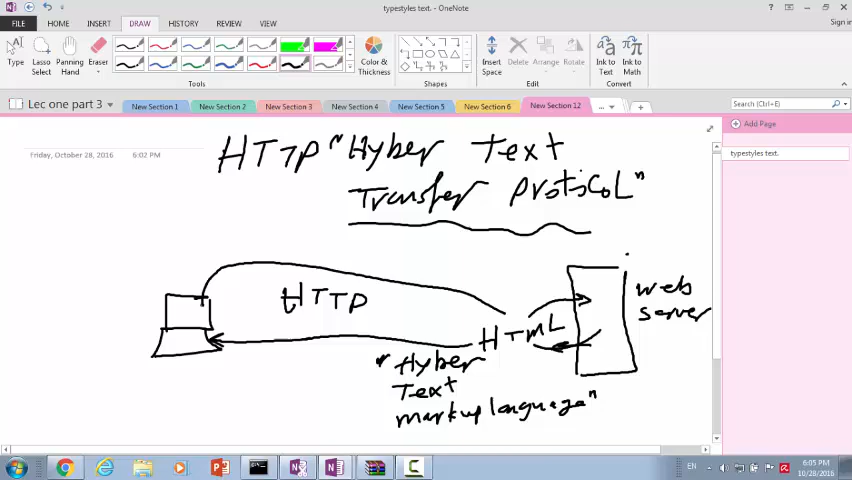 typestyles text. - OneNote
FILE HOME INSERT DRAW HISTORY REVIEW VIEW
Sign in
Type
Lasso Select
Panning Hand
Eraser
Color & Thickness
Insert Space
Delete
Arrange
Rotate
Ink to Text
Ink to Math
Tools
Shapes
Edit
Convert
Lec one part 3
New Section 1
New Section 2
New Section 3
New Section 4
New Section 5
New Section 6
New Section 12
...
Search (Ctrl+E)
Add Page
typestyles text.
Friday, October 28, 2016 6:02 PM
HTTP "Hyber Text
Transfer protocol"
HTTP
web
server
HTML
"Hyber
Text
markup language"
EN
6:05 PM
10/28/2016